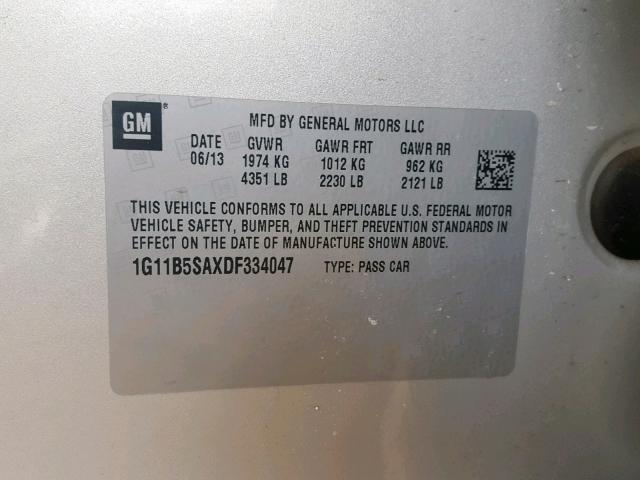 GM
MFD BY GENERAL MOTORS LLC
DATE GVWR GAWR FRT GAWR RR
06/13 1974 KG 1012 KG 962 KG
4351 LB 2230 LB 2121 LB
THIS VEHICLE CONFORMS TO ALL APPLICABLE U.S. FEDERAL MOTOR
VEHICLE SAFETY, BUMPER, AND THEFT PREVENTION STANDARDS IN
EFFECT ON THE DATE OF MANUFACTURE SHOWN ABOVE.
1G11B5SAXDF334047 TYPE: PASS CAR